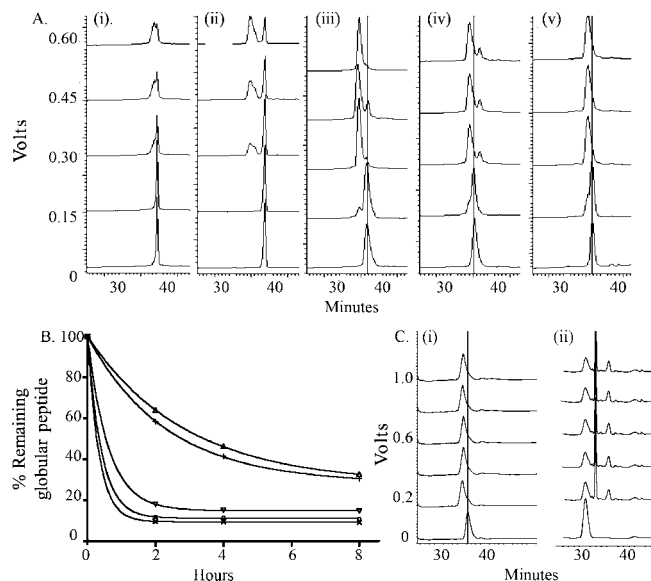 A.
(i).
(ii)
(iii)
(iv)
(v)
0.60
0.45
0.30
0.15
0
Volts
30 40
30 40
30 40
30 40
30 40
Minutes
B.
100
80
60
40
20
0
% Remaining
globular peptide
0 2 4 6 8
Hours
C.
(i)
(ii)
1.0
0.6
0.2
0
Volts
30 40
30 40
Minutes